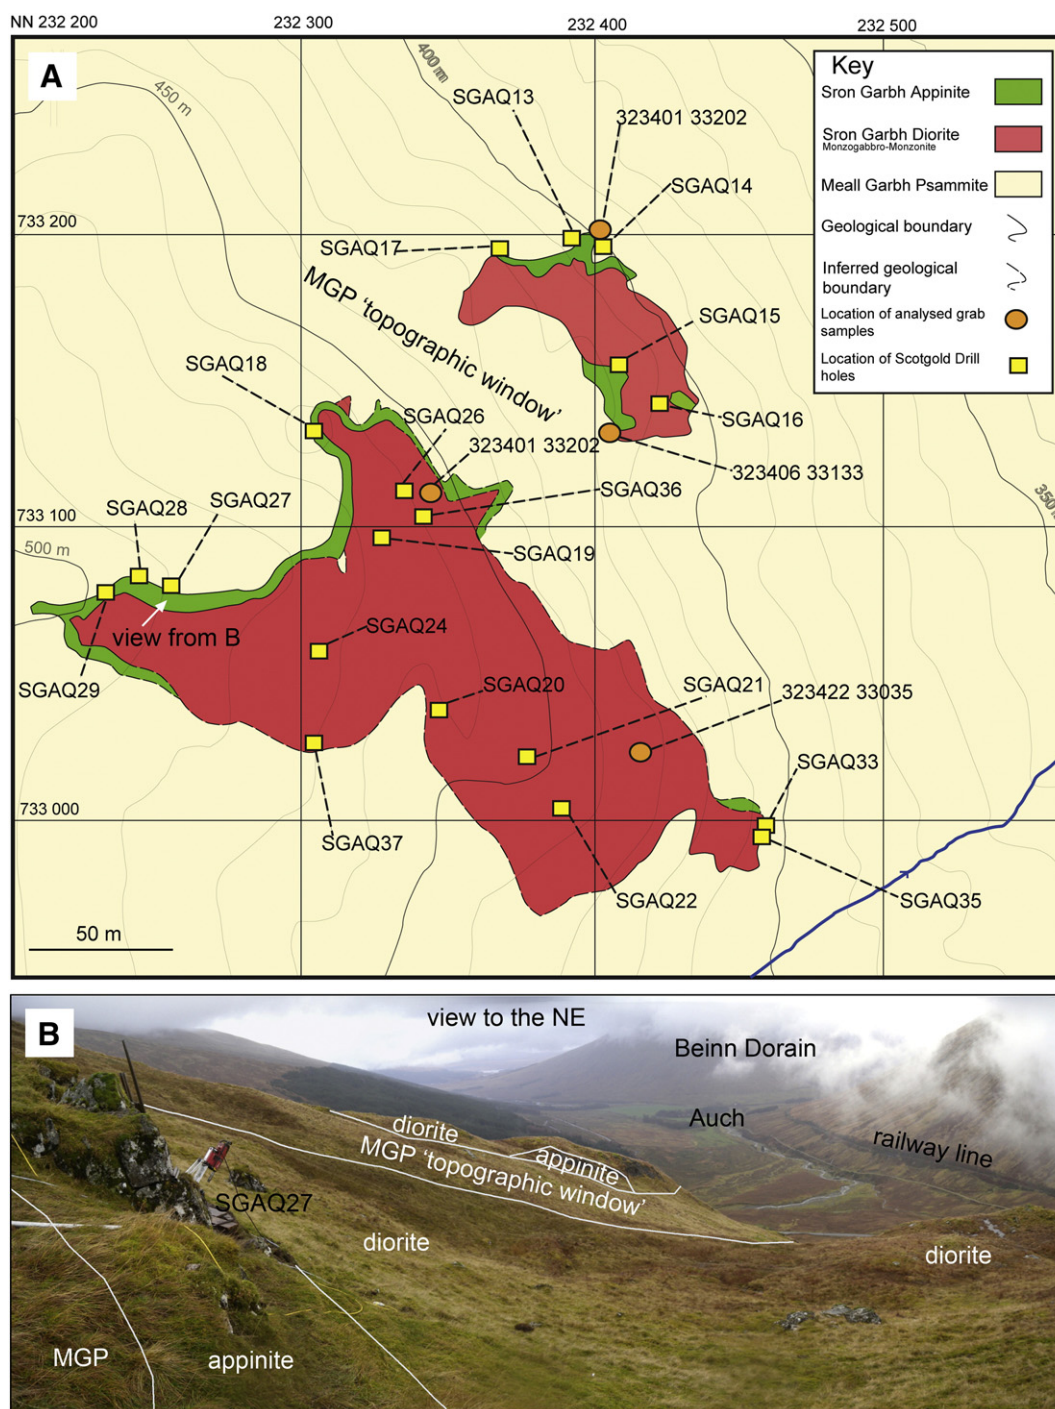 NN 232 200
232 300
232 400
232 500
A
400 m
450 m
SGAQ13
323401 33202
SGAQ14
733 200
SGAQ17
MGP 'topographic window'
SGAQ15
SGAQ18
SGAQ26
323401 33202
SGAQ16
323406 33133
SGAQ36
SGAQ28
SGAQ27
733 100
500 m
SGAQ19
350 m
view from B
SGAQ24
SGAQ29
SGAQ20
SGAQ21
323422 33035
SGAQ33
733 000
SGAQ37
SGAQ22
SGAQ35
50 m
Key
Sron Garbh Appinite
Sron Garbh Diorite
Monzogabbro-Monzonite
Meall Garbh Psammite
Geological boundary
Inferred geological
boundary
Location of analysed grab
samples
Location of Scotgold Drill
holes
B
view to the NE
Beinn Dorain
Auch
railway line
diorite
appinite
MGP 'topographic window'
SGAQ27
diorite
diorite
MGP
appinite